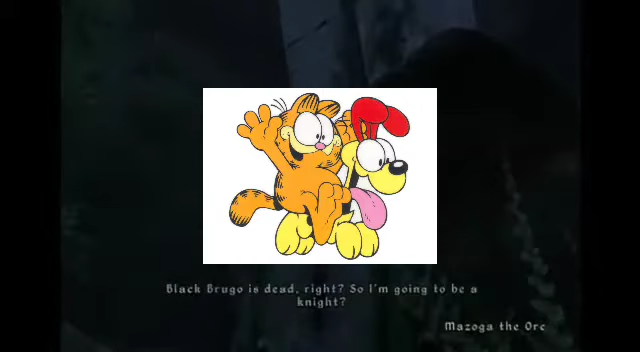 Black Brugo is dead, right? So I'm going to be a
knight?
Mazoga the Orc